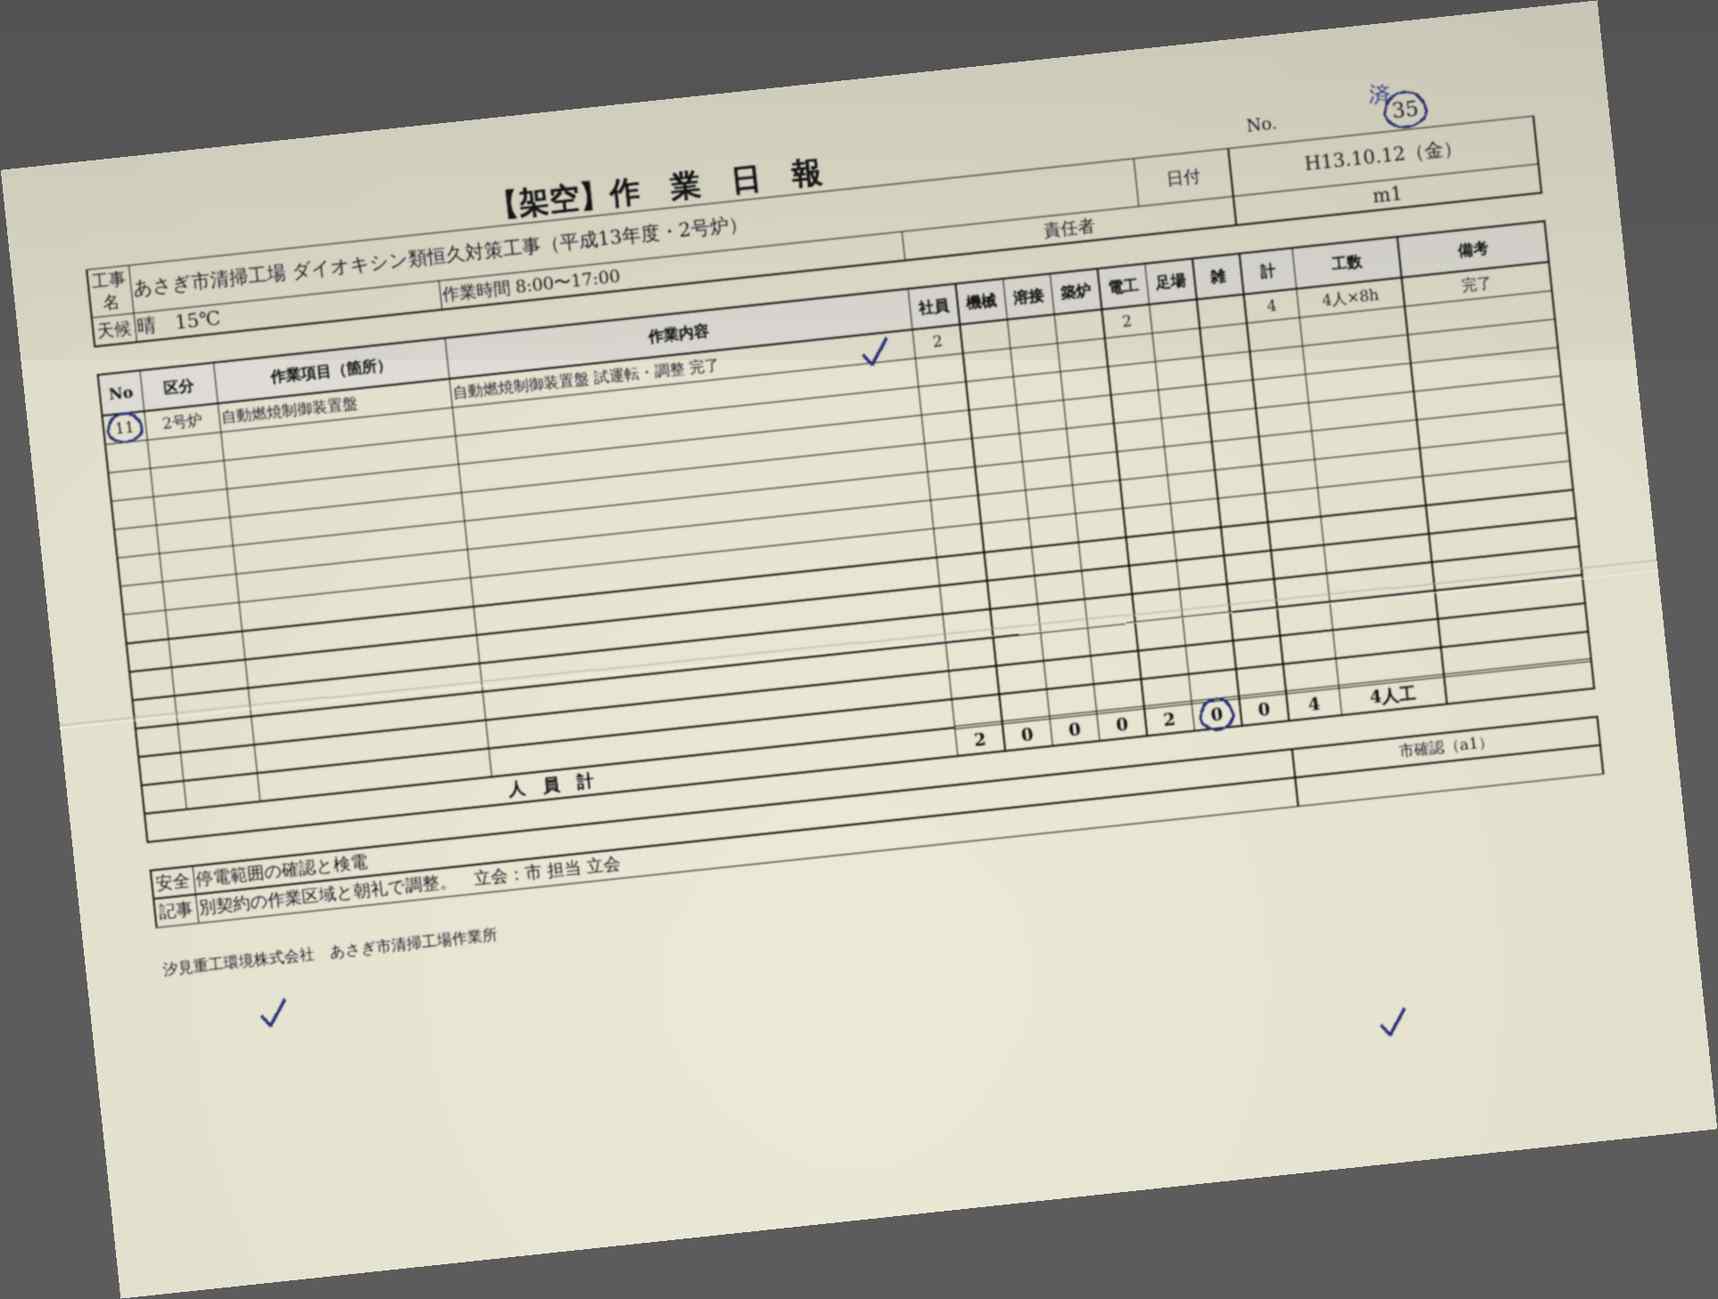 済
No. 35
【架空】作 業 日 報
工事名 あさぎ市清掃工場 ダイオキシン類恒久対策工事（平成13年度・2号炉） 日付 H13.10.12（金）
天候 晴 15℃ 作業時間 8:00〜17:00 責任者 m1
No 区分 作業項目（箇所） 作業内容 社員 機械 溶接 築炉 電工 足場 雑 計 工数 備考
11 2号炉 自動燃焼制御装置盤 自動燃焼制御装置盤 試運転・調整 完了 2 2 4 4人×8h 完了
人 員 計 2 0 0 0 2 0 0 4 4人工
安全 停電範囲の確認と検電 市確認（a1）
記事 別契約の作業区域と朝礼で調整。 立会：市 担当 立会
汐見重工環境株式会社 あさぎ市清掃工場作業所